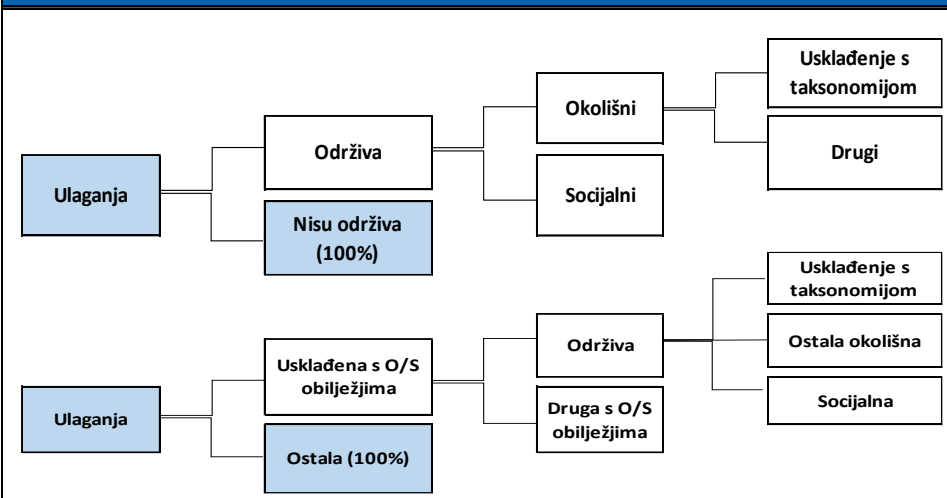 Ulaganja
Održiva
Nisu održiva
(100%)
Okolišni
Socijalni
Usklađenje s
taksonomijom
Drugi
Ulaganja
Usklađena s O/S
obilježjima
Ostala (100%)
Održiva
Druga s O/S
obilježjima
Usklađenje s
taksonomijom
Ostala okolišna
Socijalna